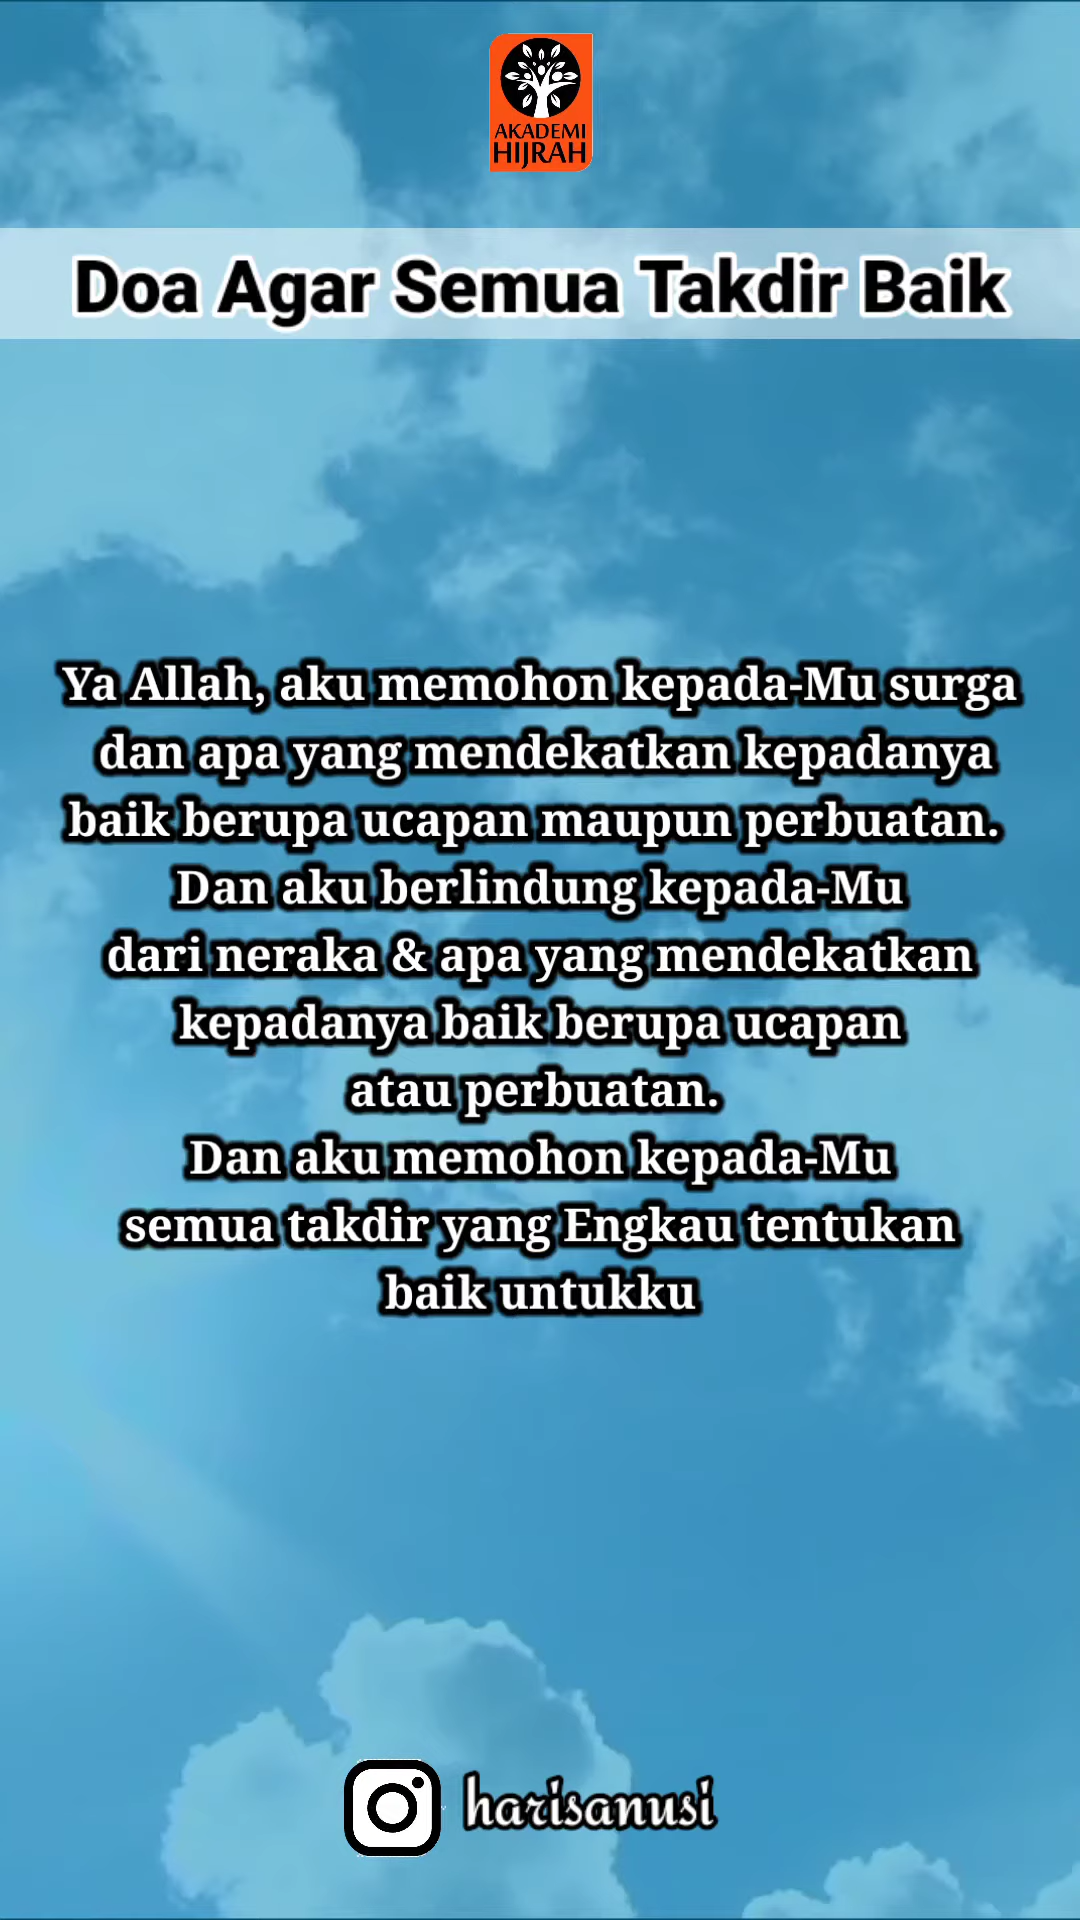 AKADEMI
HIJRAH
Doa Agar Semua Takdir Baik
Ya Allah, aku memohon kepada-Mu surga
dan apa yang mendekatkan kepadanya
baik berupa ucapan maupun perbuatan.
Dan aku berlindung kepada-Mu
dari neraka & apa yang mendekatkan
kepadanya baik berupa ucapan
atau perbuatan.
Dan aku memohon kepada-Mu
semua takdir yang Engkau tentukan
baik untukku
harisanusi